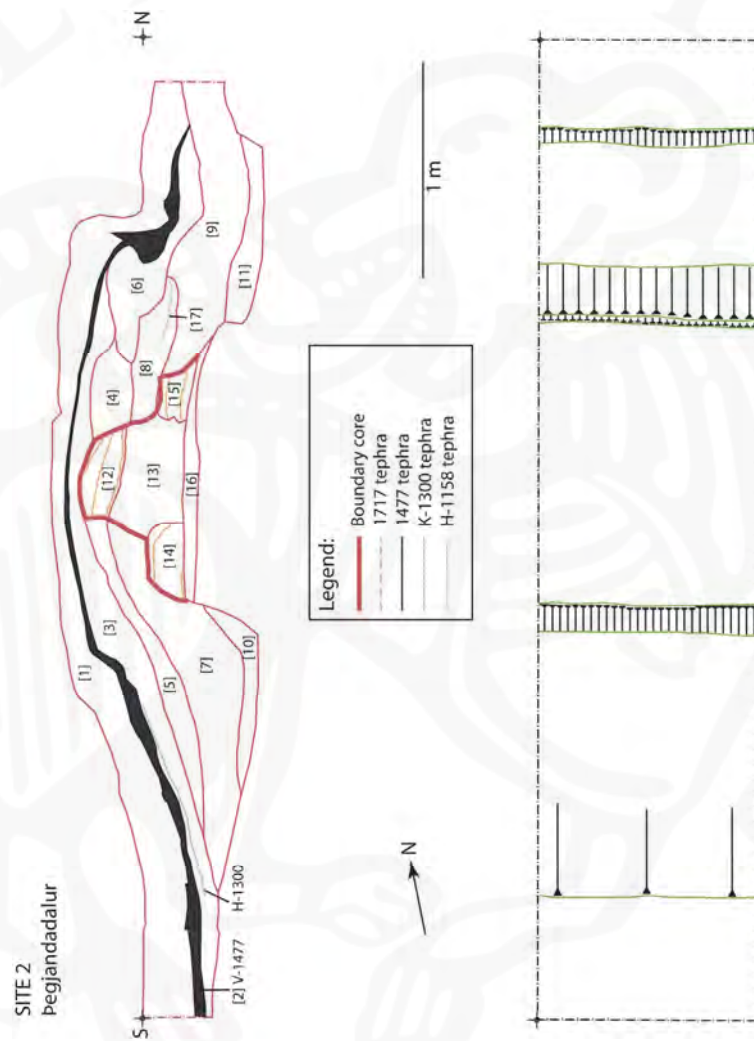 SITE 2
Þegjandadalur
S
N
[1]
[2] V-1477
H-1300
[3]
[4]
[5]
[6]
[7]
[8]
[9]
[10]
[11]
[12]
[13]
[14]
[15]
[16]
[17]
Legend:
Boundary core
1717 tephra
1477 tephra
K-1300 tephra
H-1158 tephra
1 m
N